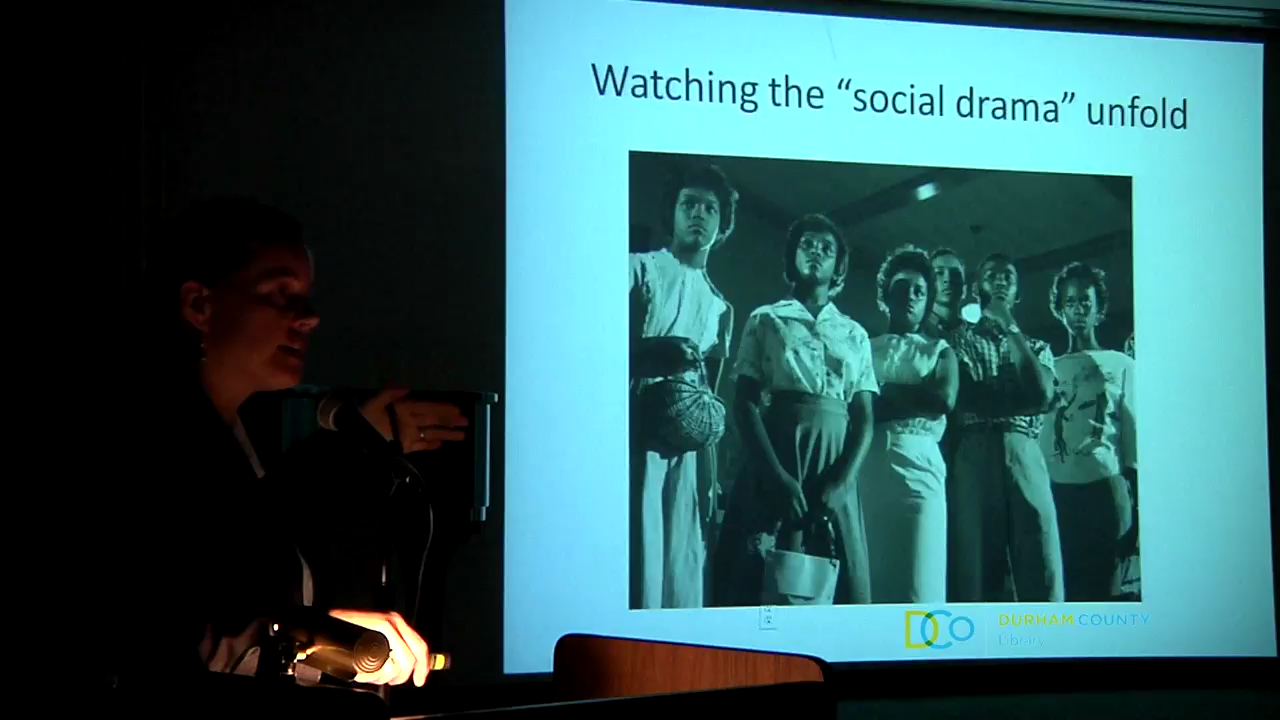 Watching the “social drama” unfold
DCo
DURHAM COUNTY
Library